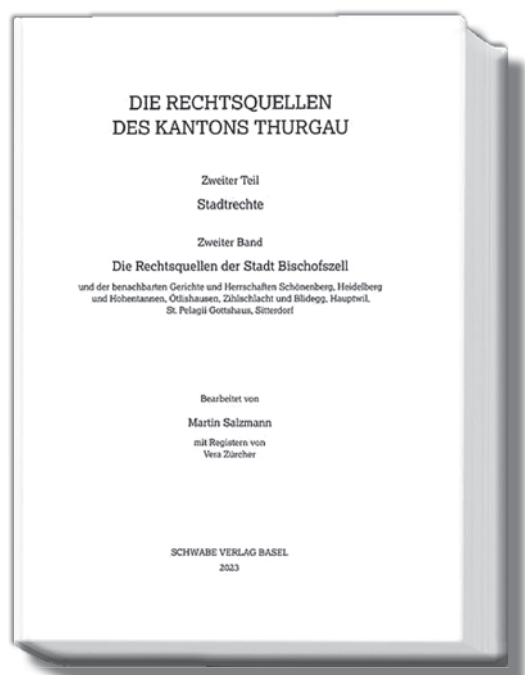 DIE RECHTSQUELLEN
DES KANTONS THURGAU
Zweiter Teil
Stadtrechte
Zweiter Band
Die Rechtsquellen der Stadt Bischofszell
und der benachbarten Gerichte und Herrschaften Schönenberg, Heidelberg
und Hohentannen, Ötlishausen, Zihlschlacht und Blidegg, Hauptwil,
St. Pelagii Gottshaus, Sitterdorf
Bearbeitet von
Martin Salzmann
mit Registern von
Vera Zürcher
SCHWABE VERLAG BASEL
2023